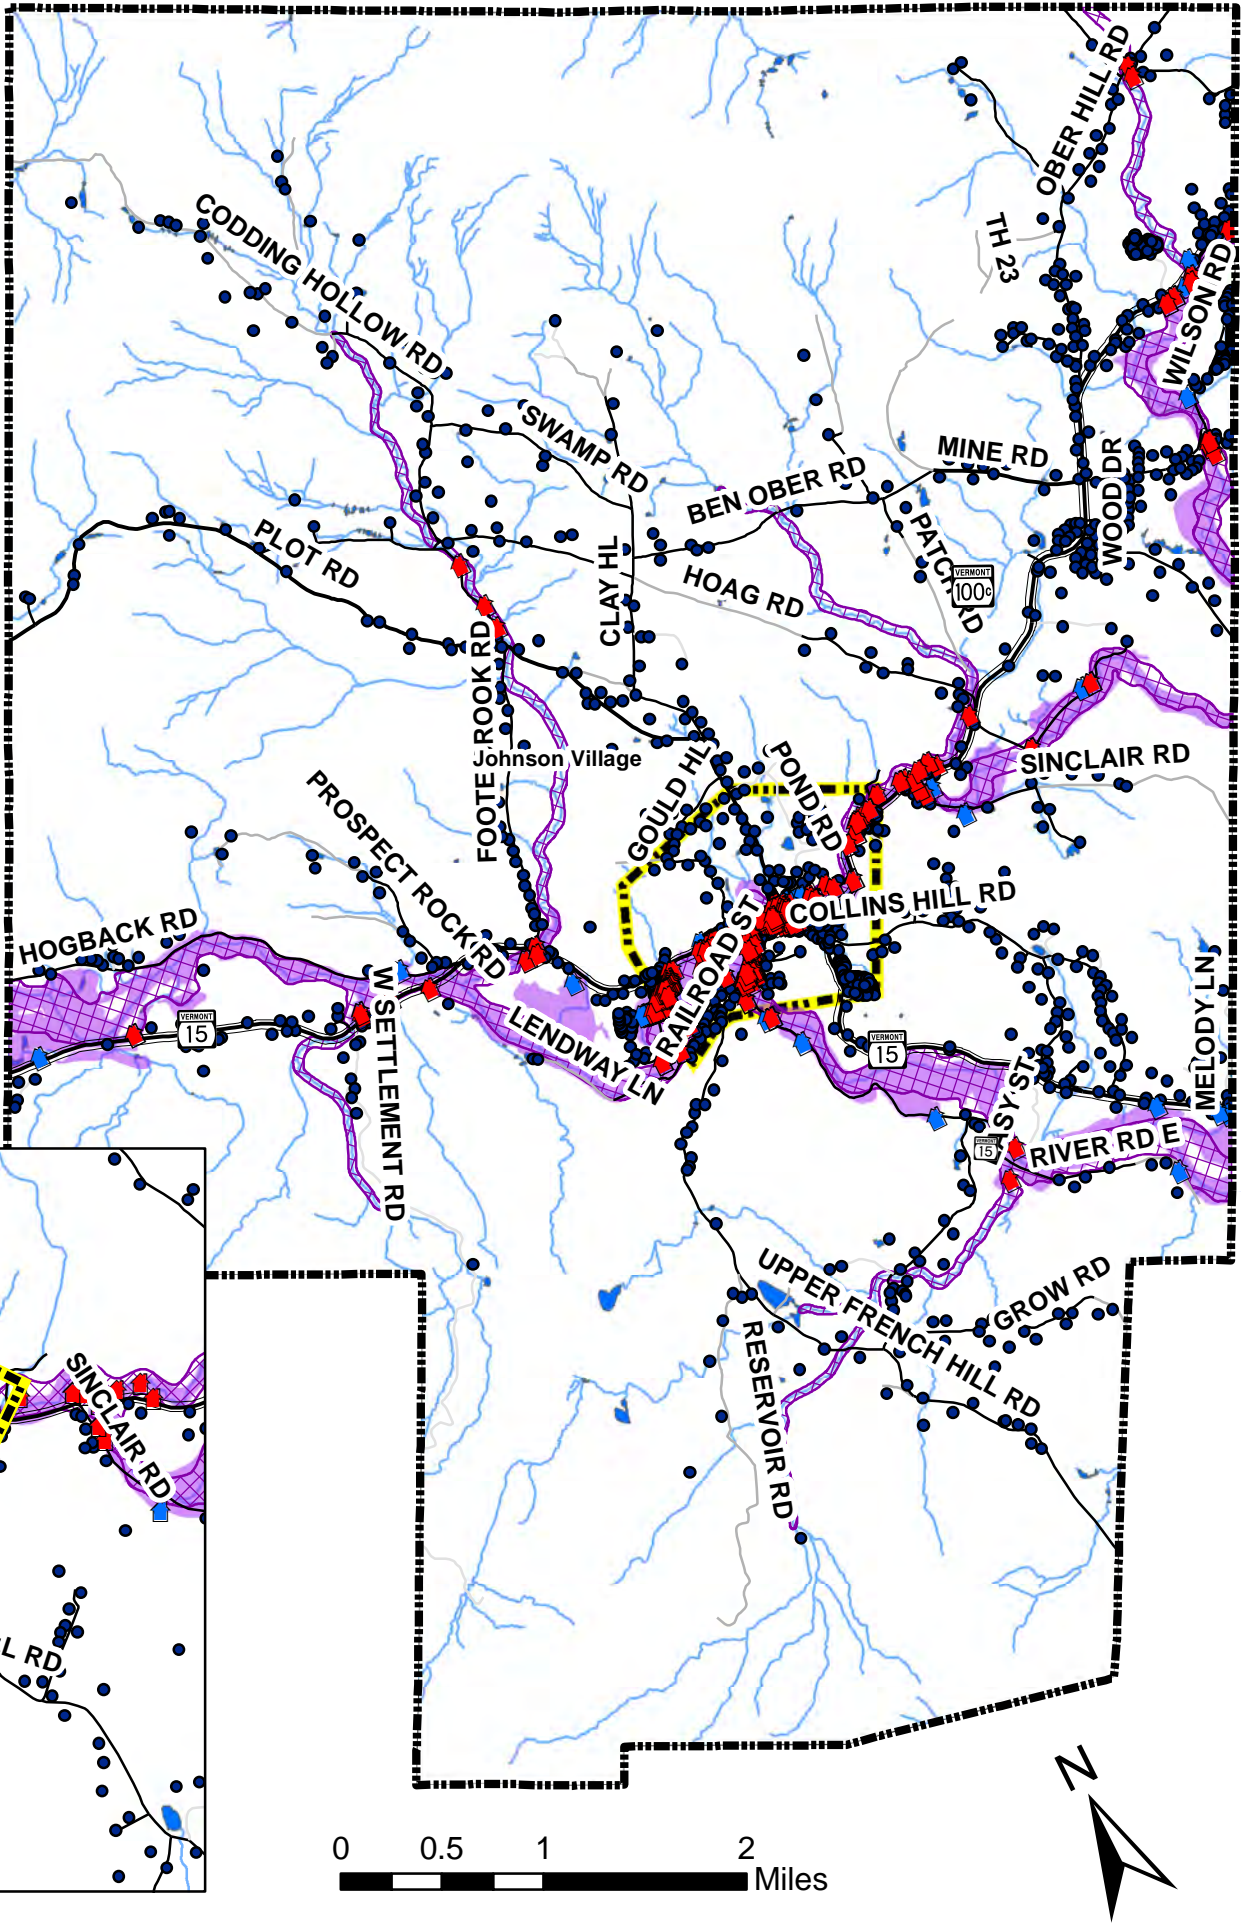 OBER HILL RD
CODDING HOLLOW RD
TH 23
WILSON RD
SWAMP RD
MINE RD
BEN OBER RD
WOOD DR
PLOT RD
PATCH RD
VERMONT
100C
CLAY HL
HOAG RD
FOOTE BROOK RD
Johnson Village
SINCLAIR RD
GOULD HL
POND RD
PROSPECT ROCK RD
COLLINS HILL RD
HOGBACK RD
RAILROAD ST
W SETTLEMENT RD
MELODY LN
VERMONT
15
LENDWAY LN
VERMONT
15
ASY ST
VERMONT
15
RIVER RD E
UPPER FRENCH HILL RD
GROW RD
RESERVOIR RD
SINCLAIR RD
L RD
N
0 0.5 1 2
Miles